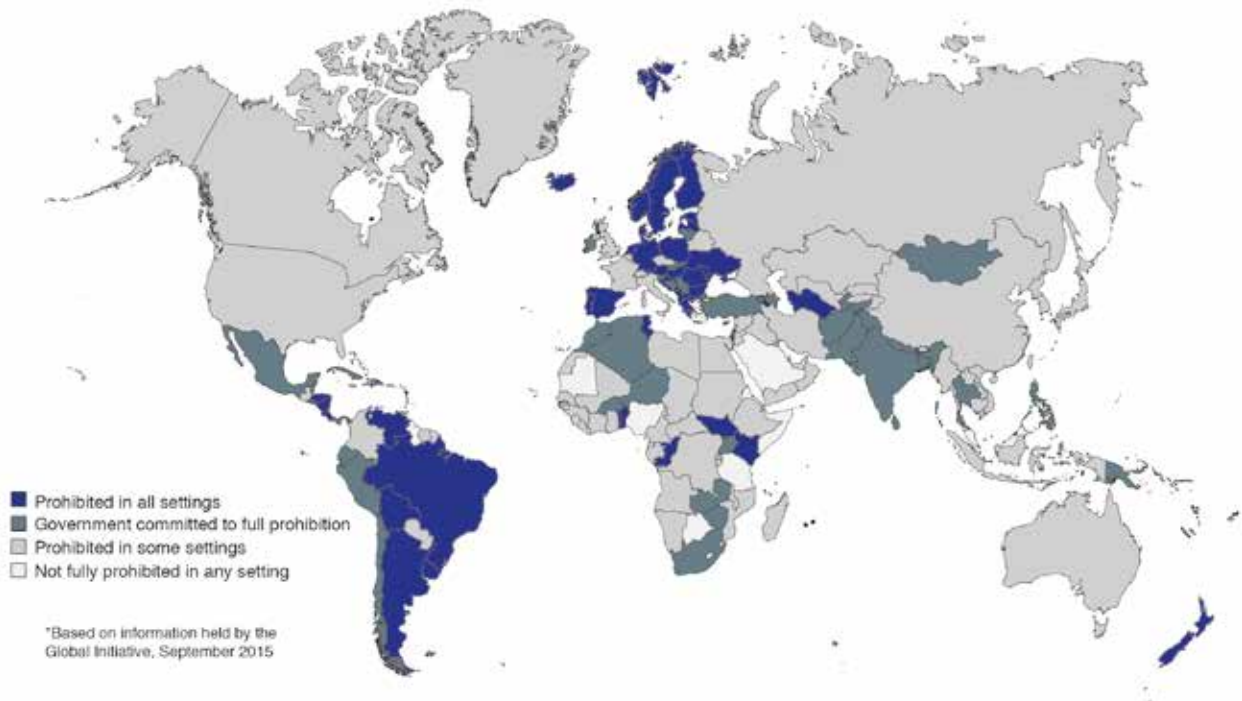 Prohibited in all settings
Government committed to full prohibition
Prohibited in some settings
Not fully prohibited in any setting
*Based on information held by the
Global Initiative, September 2015